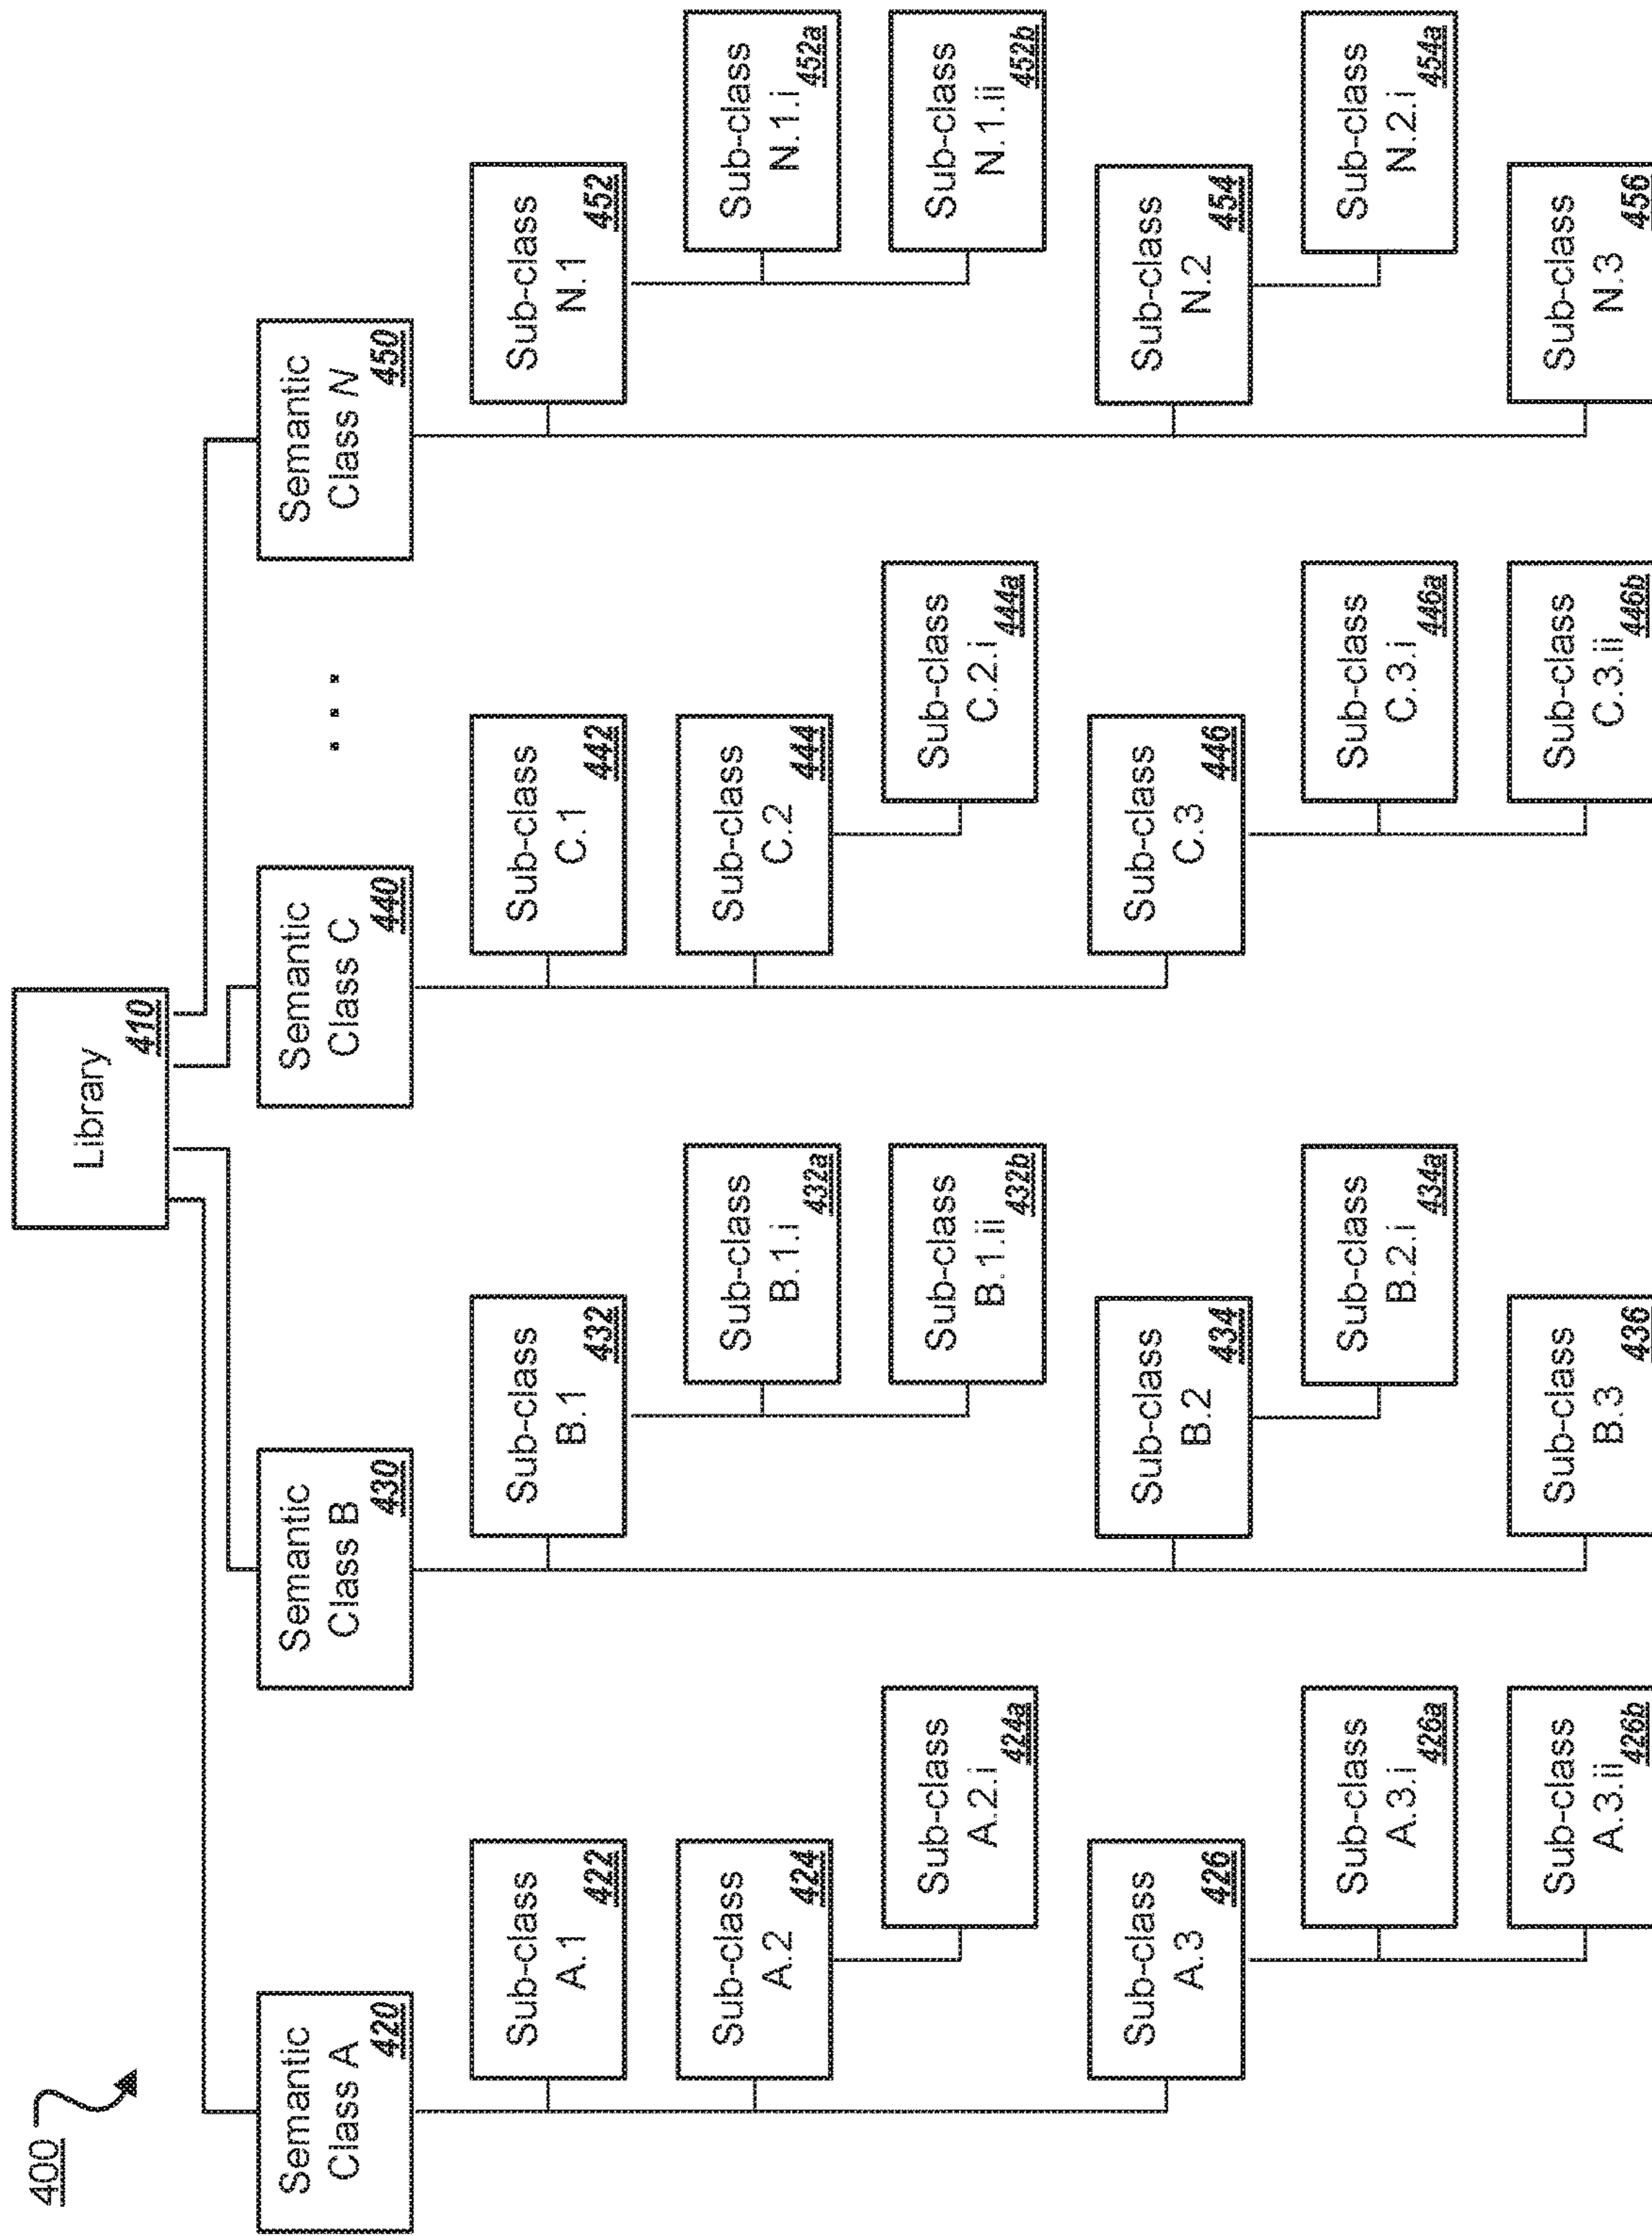 400
Library
410
Semantic
Class A
420
Semantic
Class B
430
Semantic
Class C
440
. . .
Semantic
Class N
450
Sub-class
A.1
422
Sub-class
A.2
424
Sub-class
A.2.i
424a
Sub-class
A.3
426
Sub-class
A.3.i
426a
Sub-class
A.3.ii
426b
Sub-class
B.1
432
Sub-class
B.1.i
432a
Sub-class
B.1.ii
432b
Sub-class
B.2
434
Sub-class
B.2.i
434a
Sub-class
B.3
436
Sub-class
C.1
442
Sub-class
C.2
444
Sub-class
C.2.i
444a
Sub-class
C.3
446
Sub-class
C.3.i
446a
Sub-class
C.3.ii
446b
Sub-class
N.1
452
Sub-class
N.1.i
452a
Sub-class
N.1.ii
452b
Sub-class
N.2
454
Sub-class
N.2.i
454a
Sub-class
N.3
456